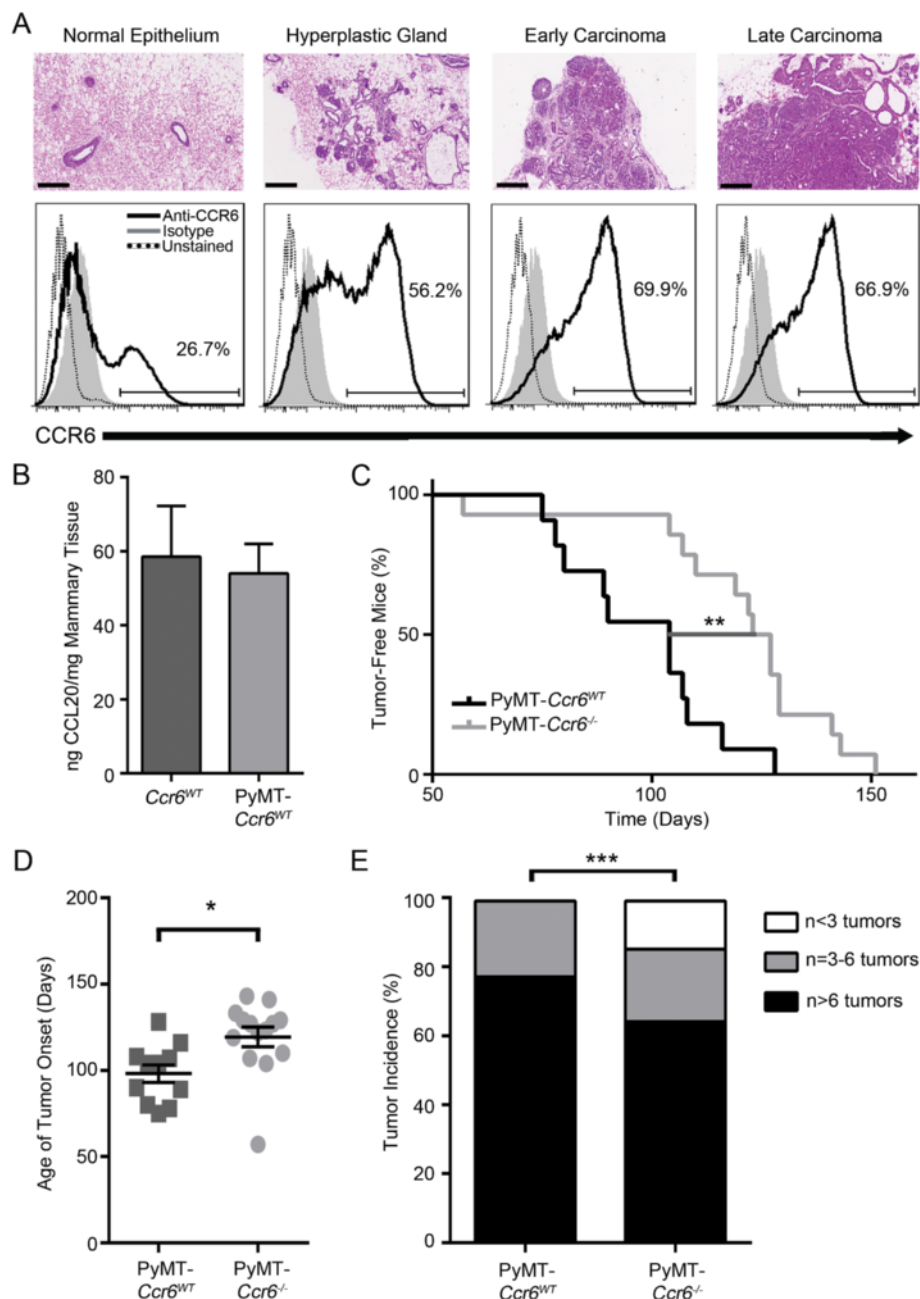 A
Normal Epithelium
Hyperplastic Gland
Early Carcinoma
Late Carcinoma
Anti-CCR6
Isotype
Unstained
26.7%
56.2%
69.9%
66.9%
CCR6
B
ng CCL20/mg Mammary Tissue
80
60
40
20
0
Ccr6WT
PyMT-
Ccr6WT
C
Tumor-Free Mice (%)
100
50
0
**
PyMT-Ccr6WT
PyMT-Ccr6-/-
50
100
150
Time (Days)
D
Age of Tumor Onset (Days)
200
150
100
50
0
*
PyMT-
Ccr6WT
PyMT-
Ccr6-/-
E
***
Tumor Incidence (%)
100
80
60
40
20
0
n<3 tumors
n=3-6 tumors
n>6 tumors
PyMT-
Ccr6WT
PyMT-
Ccr6-/-